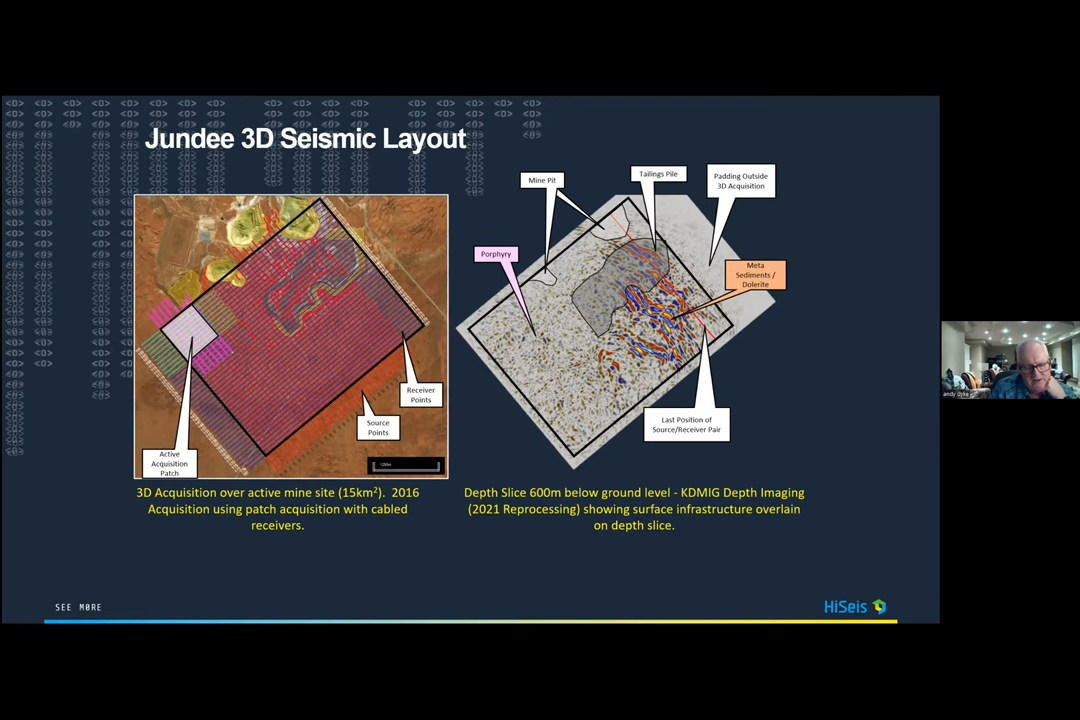 Jundee 3D Seismic Layout
Mine Pit
Tailings Pile
Padding Outside
3D Acquisition
Porphyry
Meta
Sediments /
Dolerite
Receiver
Points
Source
Points
Active
Acquisition
Patch
Last Position of
Source/Receiver Pair
3D Acquisition over active mine site (15km²). 2016
Acquisition using patch acquisition with cabled
receivers.
Depth Slice 600m below ground level - KDMIG Depth Imaging
(2021 Reprocessing) showing surface infrastructure overlain
on depth slice.
SEE MORE
HiSeis
andy dyke